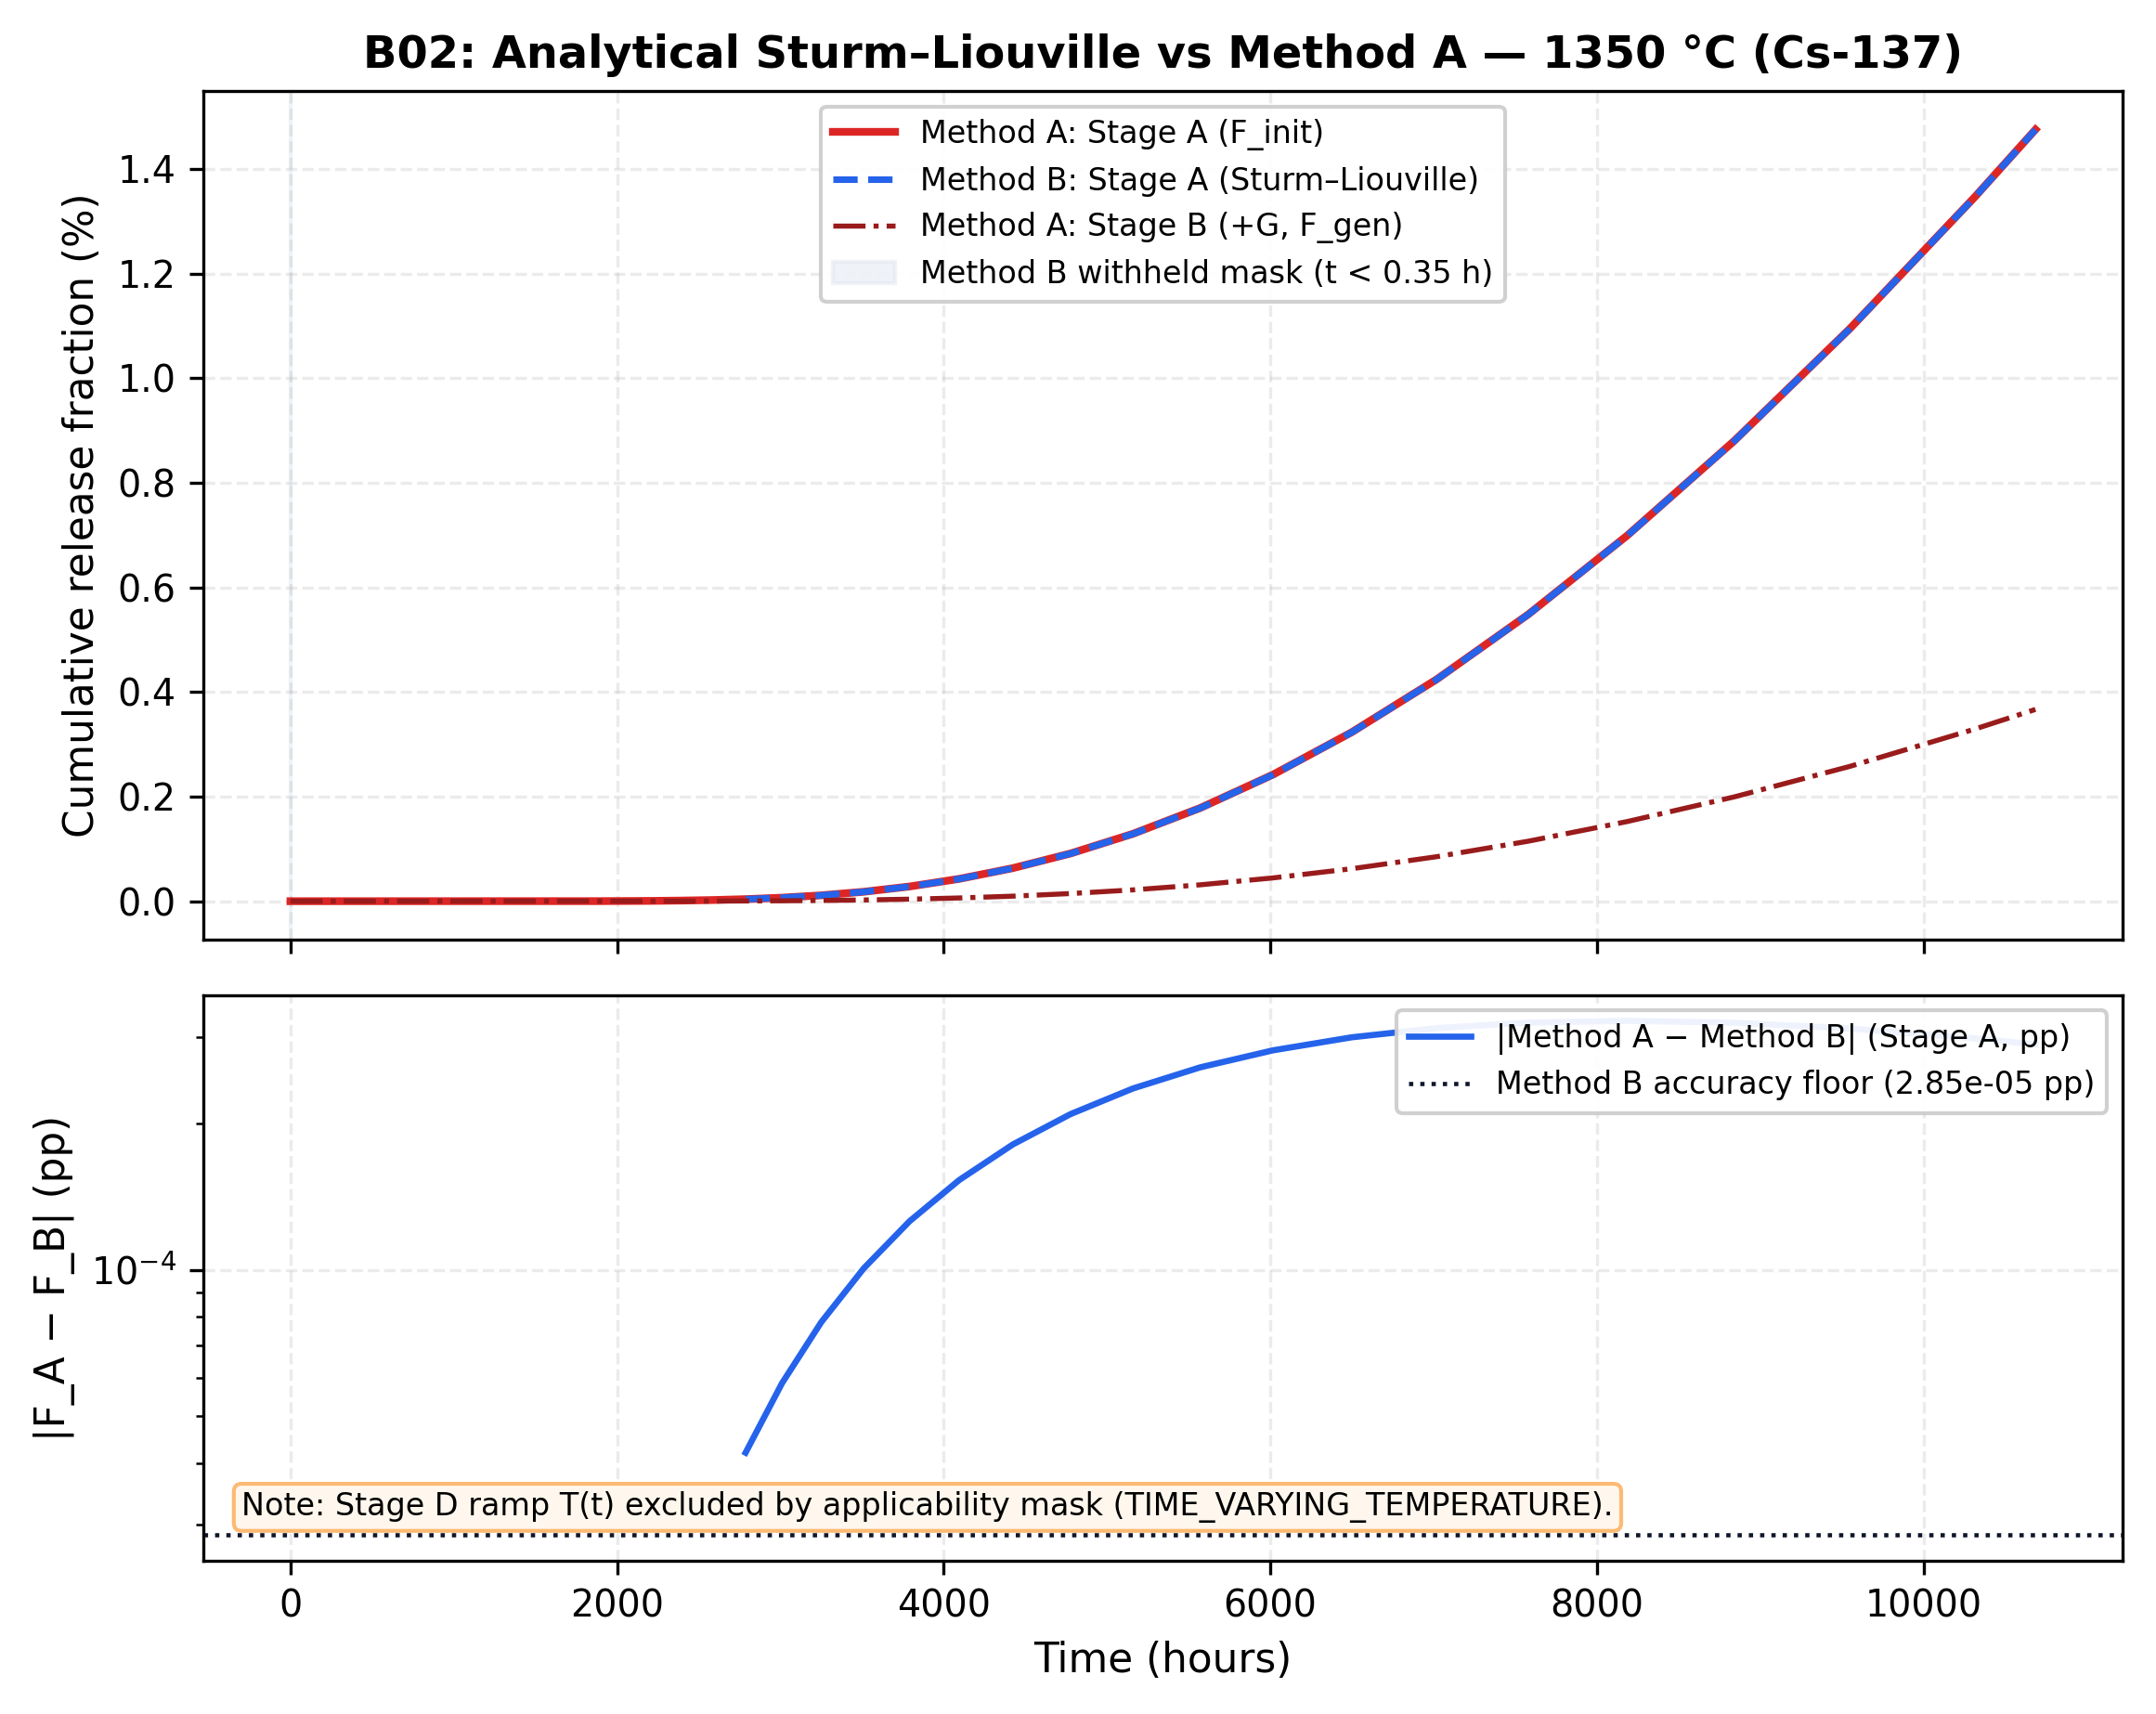 B02: Analytical Sturm–Liouville vs Method A — 1350 °C (Cs-137)
Cumulative release fraction (%)
1.4
1.2
1.0
0.8
0.6
0.4
0.2
0.0
Method A: Stage A (F_init)
Method B: Stage A (Sturm–Liouville)
Method A: Stage B (+G, F_gen)
Method B withheld mask (t < 0.35 h)
|F_A − F_B| (pp)
10⁻⁴
|Method A − Method B| (Stage A, pp)
Method B accuracy floor (2.85e-05 pp)
Note: Stage D ramp T(t) excluded by applicability mask (TIME_VARYING_TEMPERATURE).
0 2000 4000 6000 8000 10000
Time (hours)